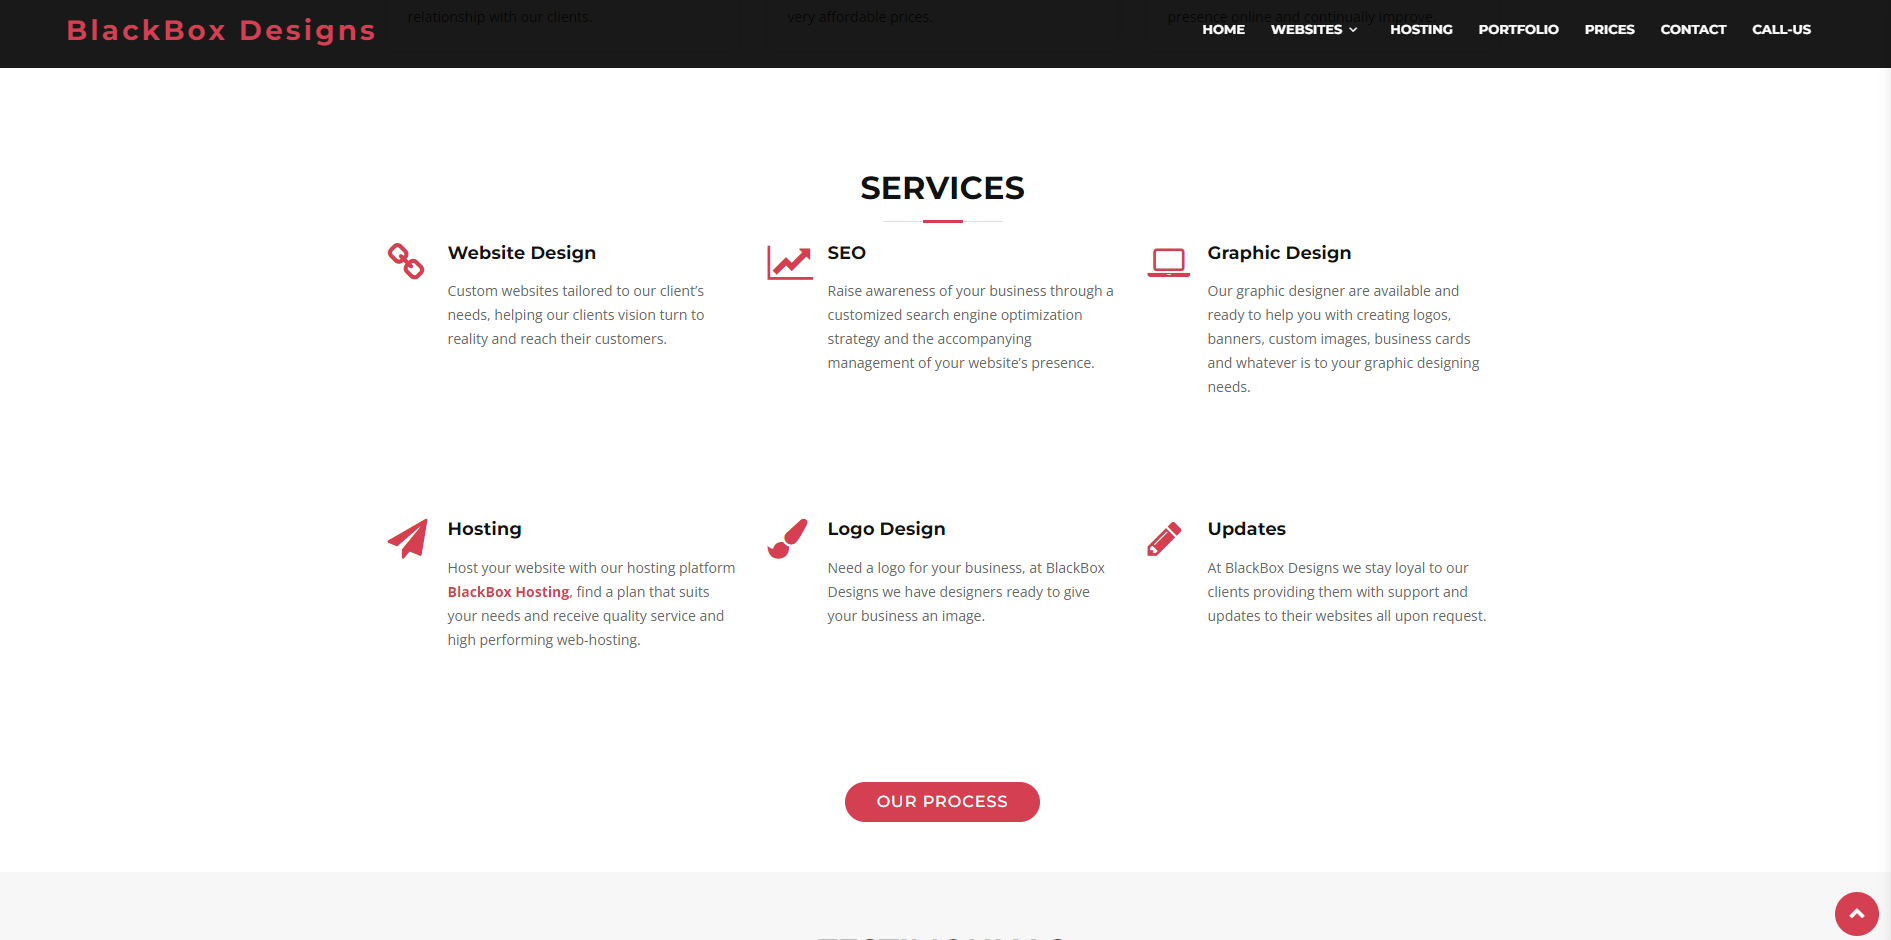 relationship with our clients.
very affordable prices.
presence online and continually improve.
BlackBox Designs
HOME WEBSITES HOSTING PORTFOLIO PRICES CONTACT CALL-US
SERVICES
Website Design
Custom websites tailored to our client’s
needs, helping our clients vision turn to
reality and reach their customers.
SEO
Raise awareness of your business through a
customized search engine optimization
strategy and the accompanying
management of your website’s presence.
Graphic Design
Our graphic designer are available and
ready to help you with creating logos,
banners, custom images, business cards
and whatever is to your graphic designing
needs.
Hosting
Host your website with our hosting platform
BlackBox Hosting, find a plan that suits
your needs and receive quality service and
high performing web-hosting.
Logo Design
Need a logo for your business, at BlackBox
Designs we have designers ready to give
your business an image.
Updates
At BlackBox Designs we stay loyal to our
clients providing them with support and
updates to their websites all upon request.
OUR PROCESS